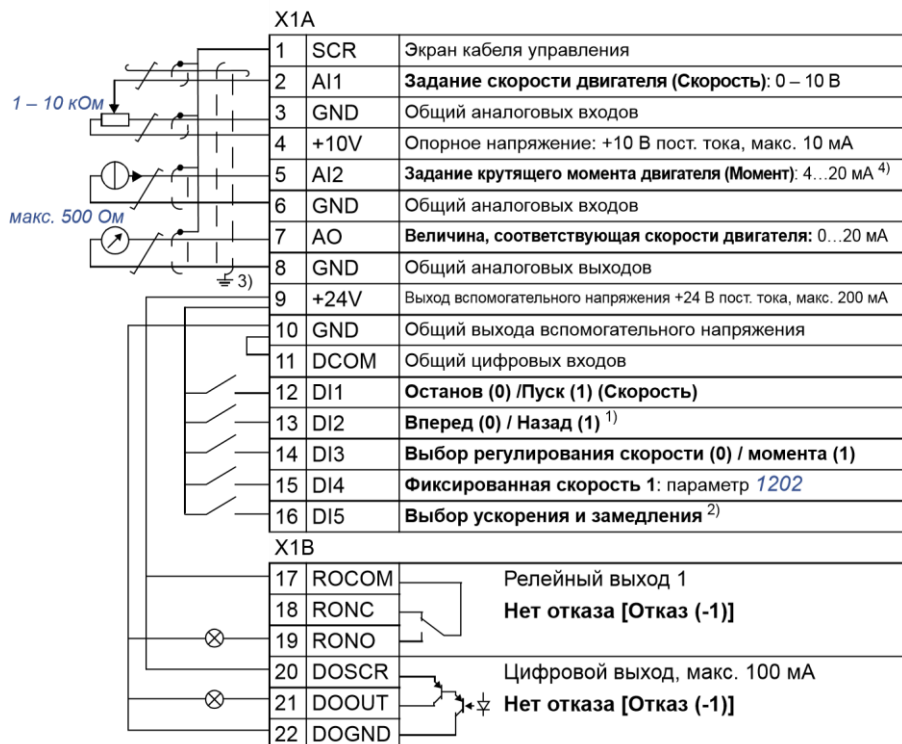 X1A
1 SCR Экран кабеля управления
2 AI1 Задание скорости двигателя (Скорость): 0 – 10 В
1 – 10 кОм
3 GND Общий аналоговых входов
4 +10V Опорное напряжение: +10 В пост. тока, макс. 10 мА
5 AI2 Задание крутящего момента двигателя (Момент): 4…20 мА 4)
6 GND Общий аналоговых входов
макс. 500 Ом
7 AO Величина, соответствующая скорости двигателя: 0…20 мА
8 GND Общий аналоговых выходов
3)
9 +24V Выход вспомогательного напряжения +24 В пост. тока, макс. 200 мА
10 GND Общий выхода вспомогательного напряжения
11 DCOM Общий цифровых входов
12 DI1 Останов (0) /Пуск (1) (Скорость)
13 DI2 Вперед (0) / Назад (1) 1)
14 DI3 Выбор регулирования скорости (0) / момента (1)
15 DI4 Фиксированная скорость 1: параметр 1202
16 DI5 Выбор ускорения и замедления 2)
X1B
17 ROCOM Релейный выход 1
18 RONC Нет отказа [Отказ (-1)]
19 RONO
20 DOSCR Цифровой выход, макс. 100 мА
21 DOOUT Нет отказа [Отказ (-1)]
22 DOGND